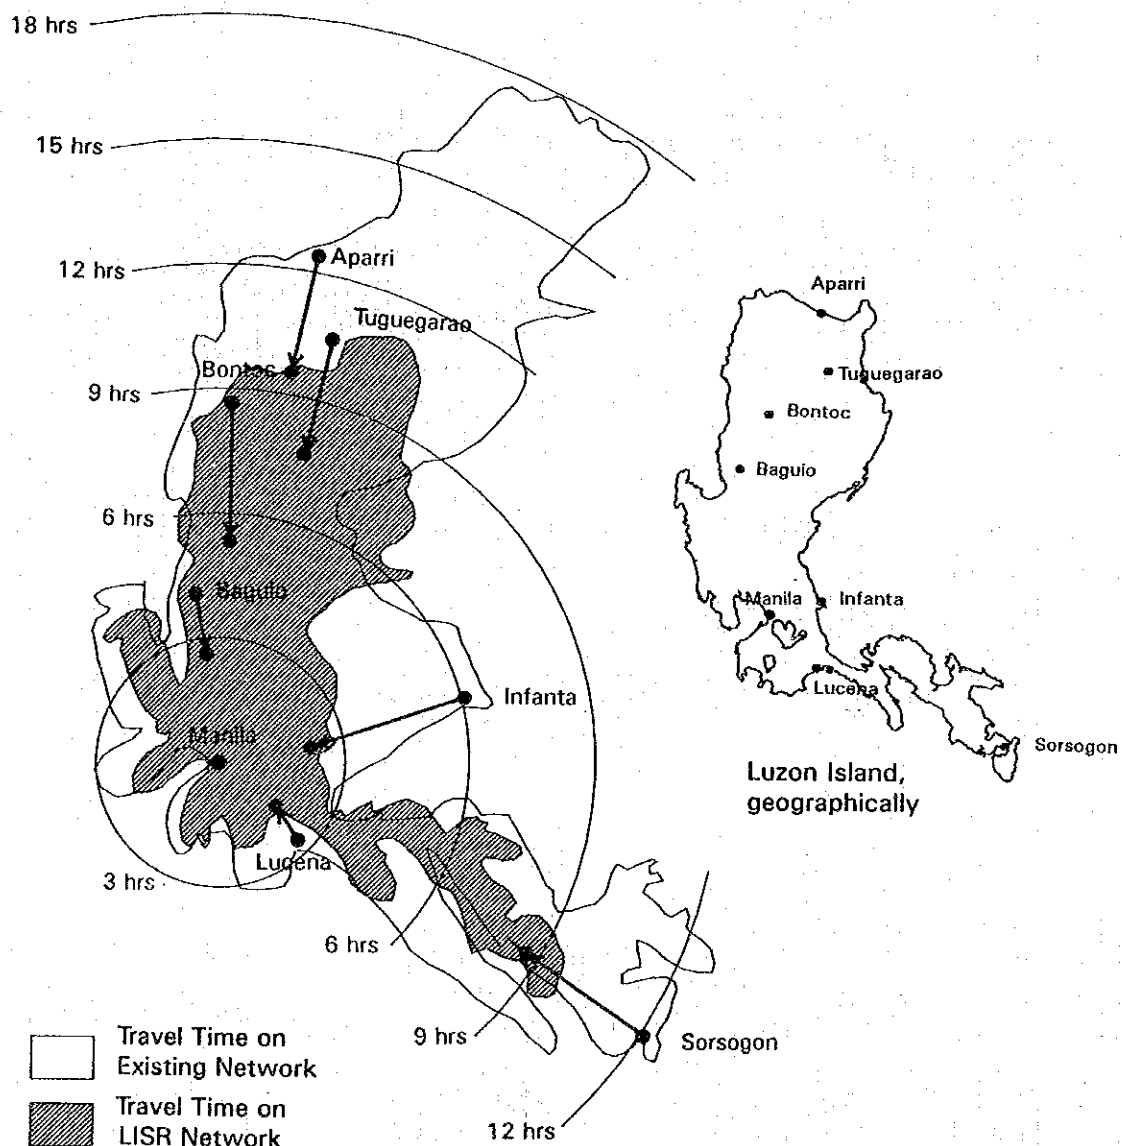 18 hrs
15 hrs
12 hrs
Aparri
Tuguegarao
Bontoc
9 hrs
6 hrs
Baguio
Infanta
Manila
Lucena
3 hrs
6 hrs
9 hrs
Sorsogon
12 hrs
Travel Time on
Existing Network
Travel Time on
LISR Network
Aparri
Tuguegarao
Bontoc
Baguio
Manila
Infanta
Lucena
Sorsogon
Luzon Island,
geographically